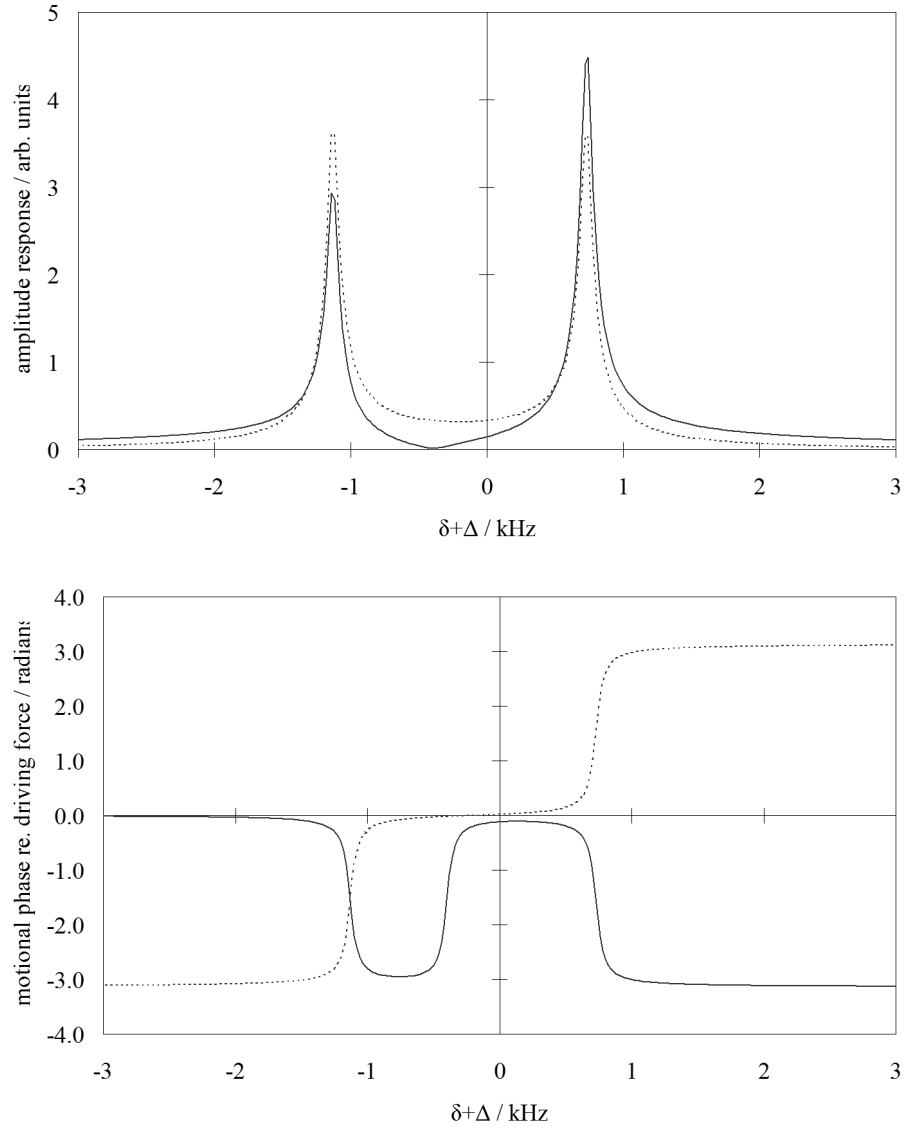 5
4
3
2
1
0
amplitude response / arb. units
-3 -2 -1 0 1 2 3
δ+Δ / kHz
4.0
3.0
2.0
1.0
0.0
-1.0
-2.0
-3.0
-4.0
motional phase re. driving force / radians
-3 -2 -1 0 1 2 3
δ+Δ / kHz